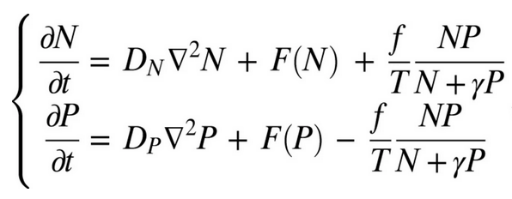 ∂N/∂t = D_N∇²N + F(N) + f/T NP/(N + γP)
∂P/∂t = D_P∇²P + F(P) − f/T NP/(N + γP)